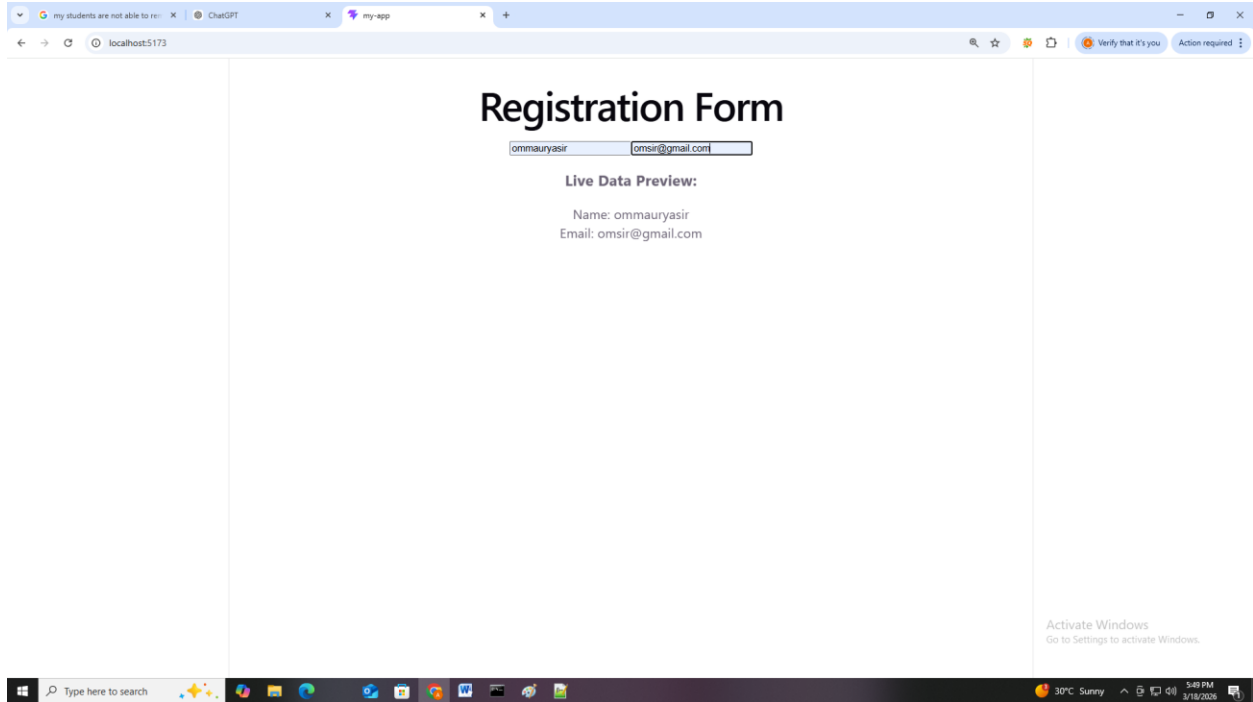 my students are not able to ren
ChatGPT
my-app
localhost:5173
Verify that it's you
Action required
Registration Form
ommauryasir omsir@gmail.com
Live Data Preview:
Name: ommauryasir
Email: omsir@gmail.com
Activate Windows
Go to Settings to activate Windows.
Type here to search
30°C Sunny
5:49 PM
3/18/2026